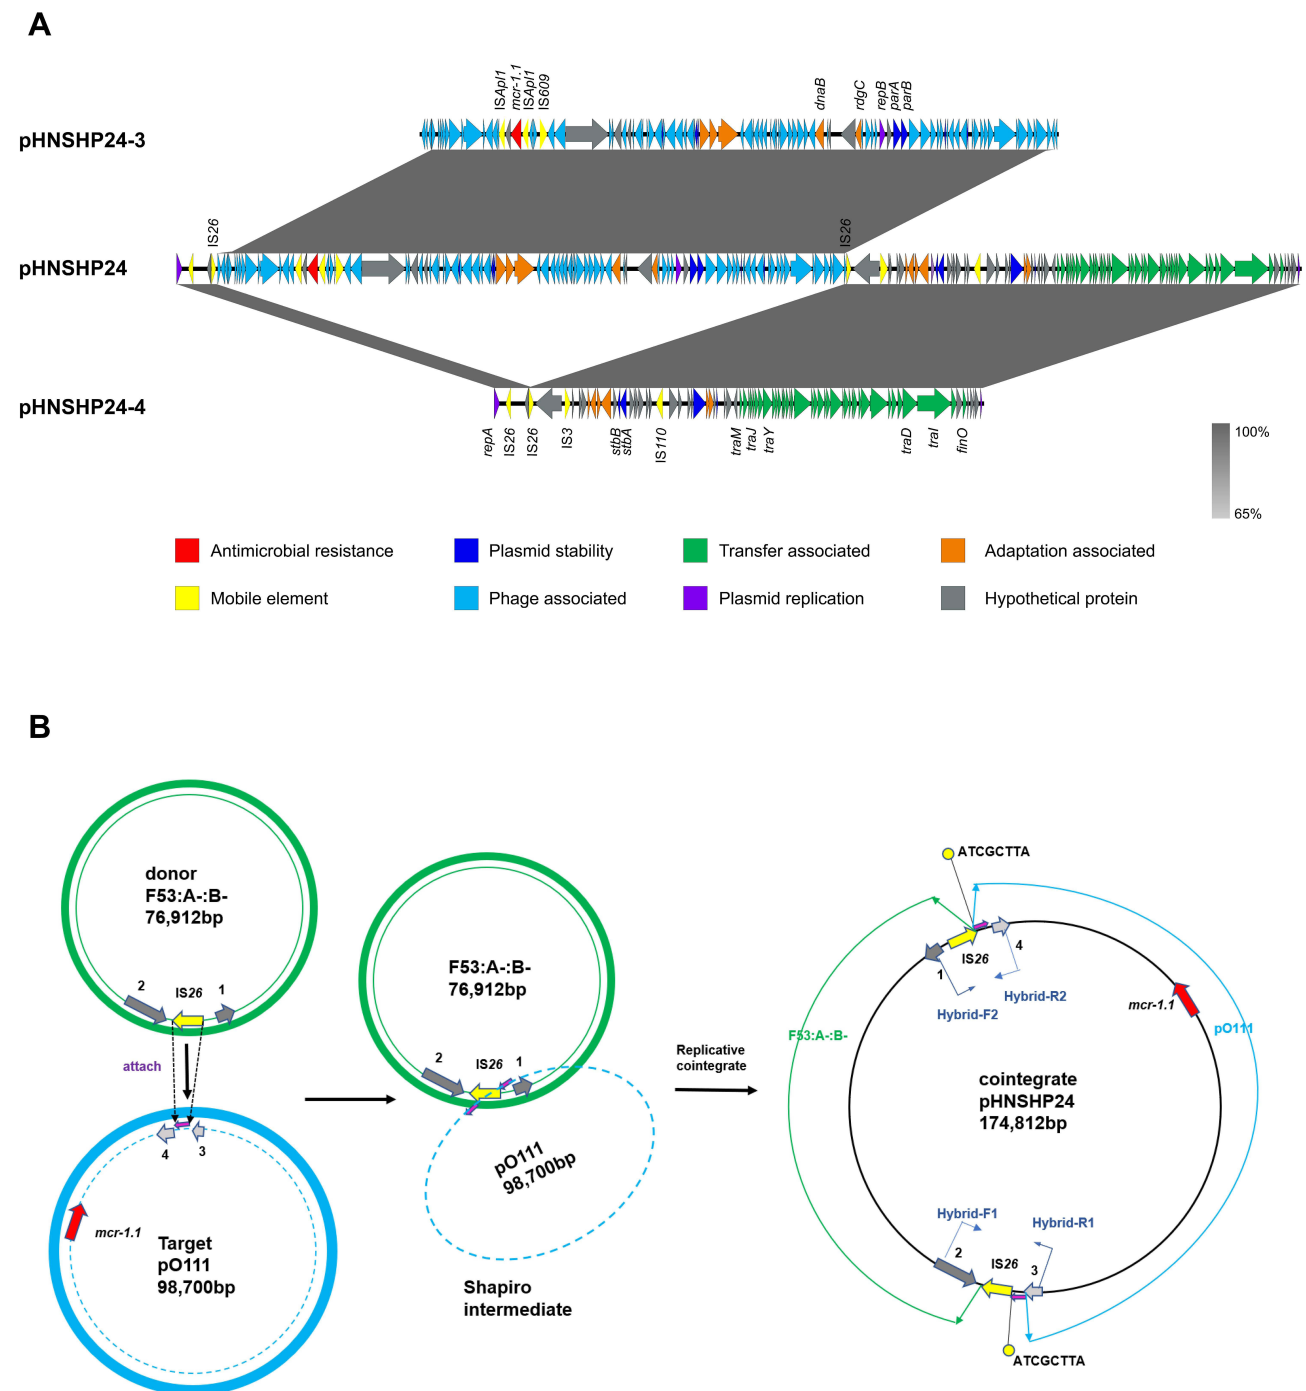 A
ISApl1
mcr-1.1
ISApl1
IS609
dnaB
rdgC
repB
parA
parB
pHNSHP24-3
IS26
IS26
pHNSHP24
pHNSHP24-4
repA
IS26
IS26
IS3
stbB
stbA
IS110
traM
traJ
traY
traD
traI
finO
100%
65%
Antimicrobial resistance
Plasmid stability
Transfer associated
Adaptation associated
Mobile element
Phage associated
Plasmid replication
Hypothetical protein
B
donor
F53:A-:B-
76,912bp
2
IS26
1
attach
4
3
mcr-1.1
Target
pO111
98,700bp
F53:A-:B-
76,912bp
2
IS26
1
pO111
98,700bp
Shapiro
intermediate
Replicative
cointegrate
ATCGCTTA
1
IS26
4
Hybrid-F2
Hybrid-R2
mcr-1.1
F53:A-:B-
pO111
cointegrate
pHNSHP24
174,812bp
Hybrid-F1
Hybrid-R1
2
IS26
3
ATCGCTTA